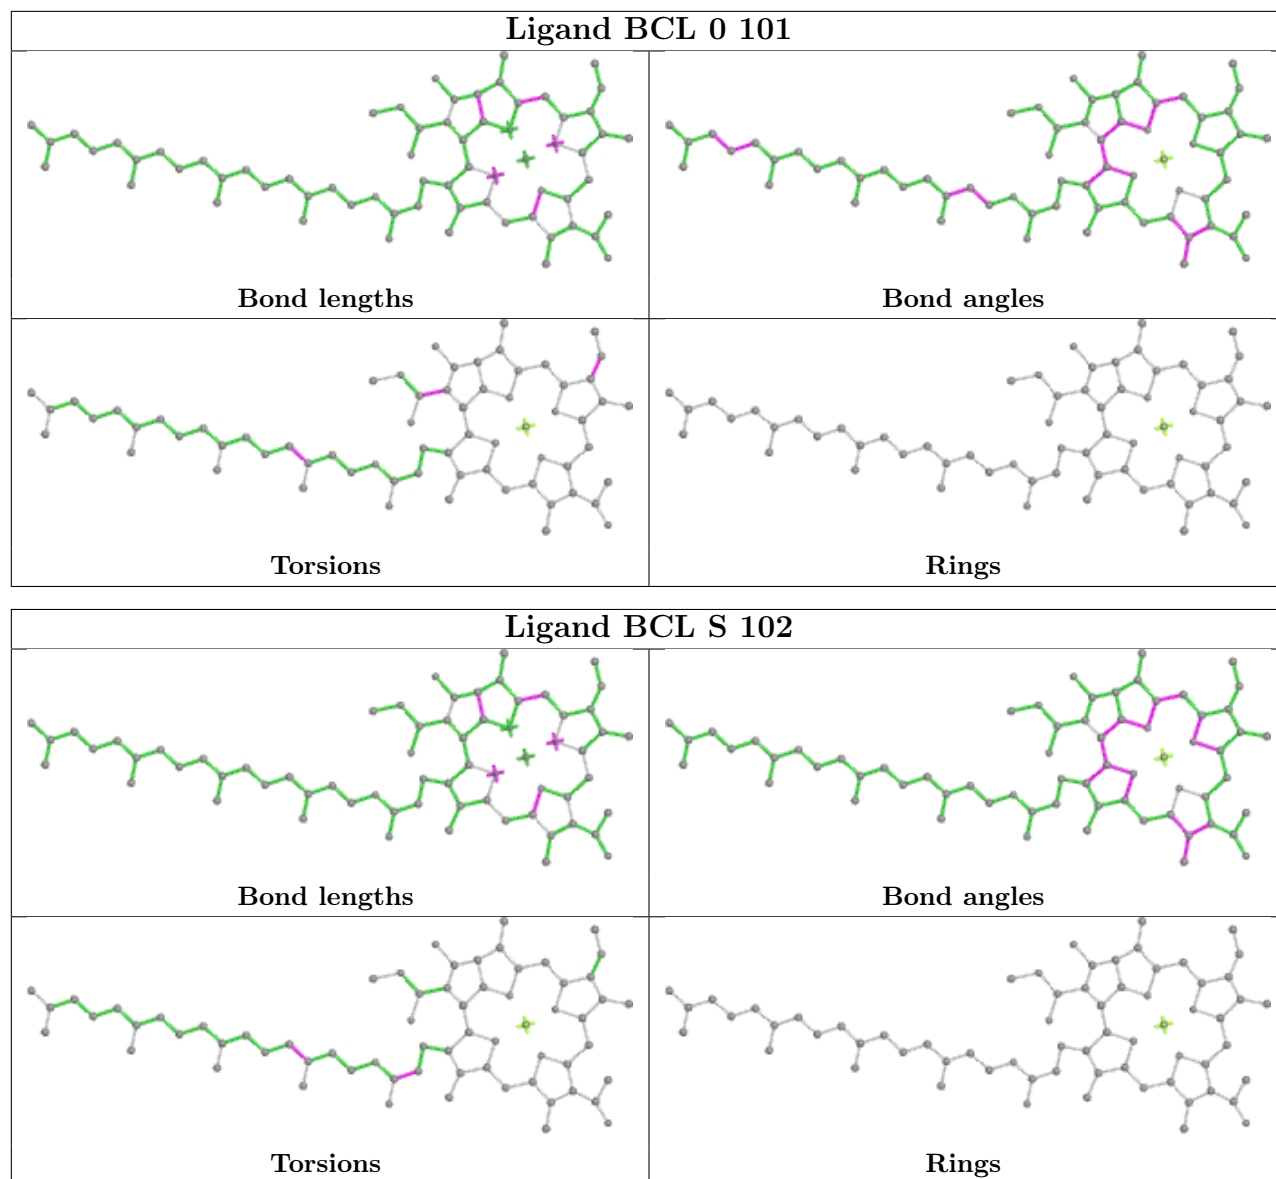 Ligand BCL 0 101
Bond lengths
Bond angles
Torsions
Rings
Ligand BCL S 102
Bond lengths
Bond angles
Torsions
Rings